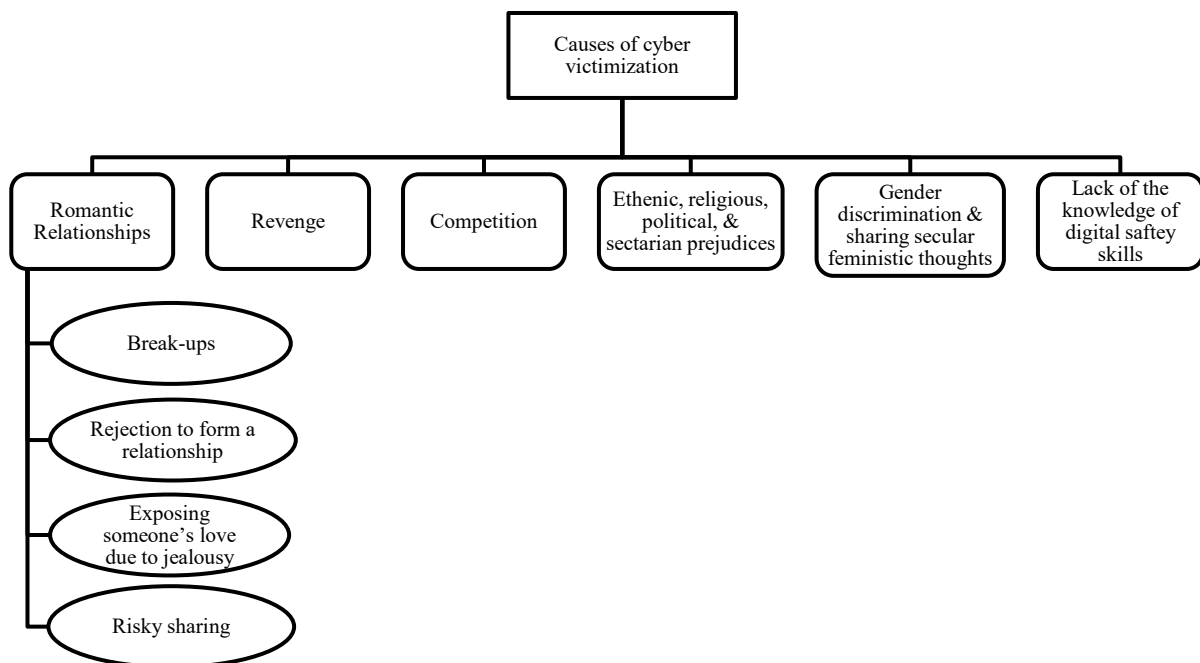 Causes of cyber
victimization
Romantic
Relationships
Revenge
Competition
Ethenic, religious,
political, &
sectarian prejudices
Gender
discrimination &
sharing secular
feministic thoughts
Lack of the
knowledge of
digital saftey
skills
Break-ups
Rejection to form a
relationship
Exposing
someone’s love
due to jealousy
Risky sharing